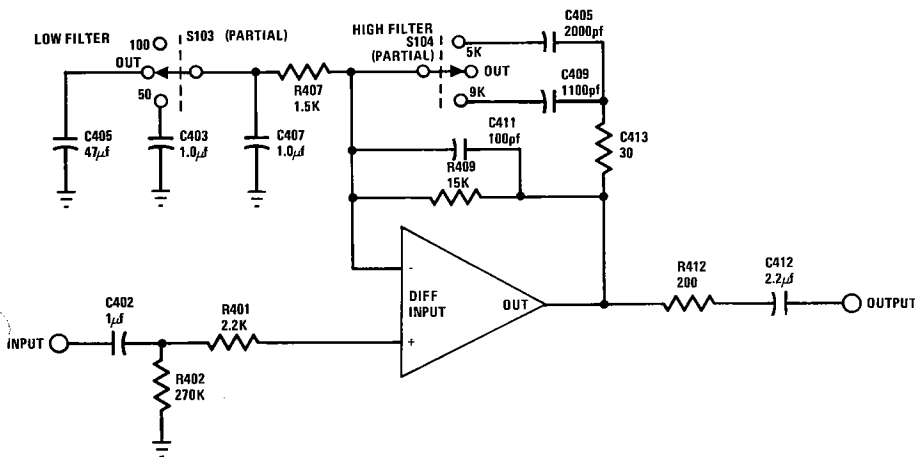 LOW FILTER
100
S103 (PARTIAL)
OUT
50
C405
47µf
C403
1.0µf
C407
1.0µf
R407
1.5K
HIGH FILTER
S104
(PARTIAL)
5K
OUT
9K
C405
2000pf
C409
1100pf
C411
100pf
R409
15K
C413
30
-
DIFF
INPUT
OUT
+
INPUT
C402
1µf
R401
2.2K
R402
270K
R412
200
C412
2.2µf
OUTPUT